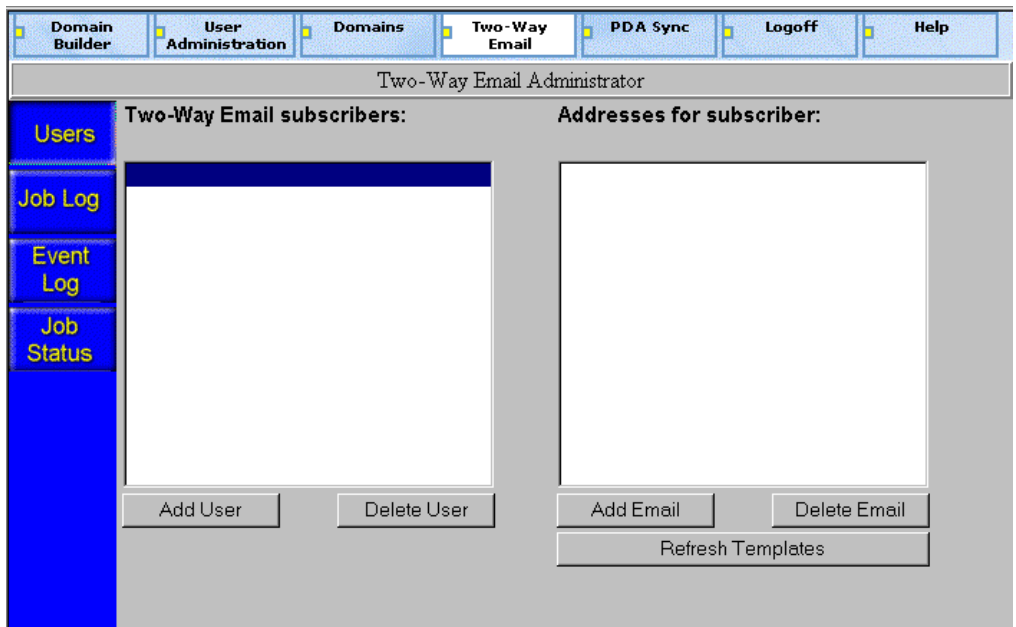 Domain
Builder
User
Administration
Domains
Two-Way
Email
PDA Sync
Logoff
Help
Two-Way Email Administrator
Users
Job Log
Event
Log
Job
Status
Two-Way Email subscribers:
Addresses for subscriber:
Add User
Delete User
Add Email
Delete Email
Refresh Templates